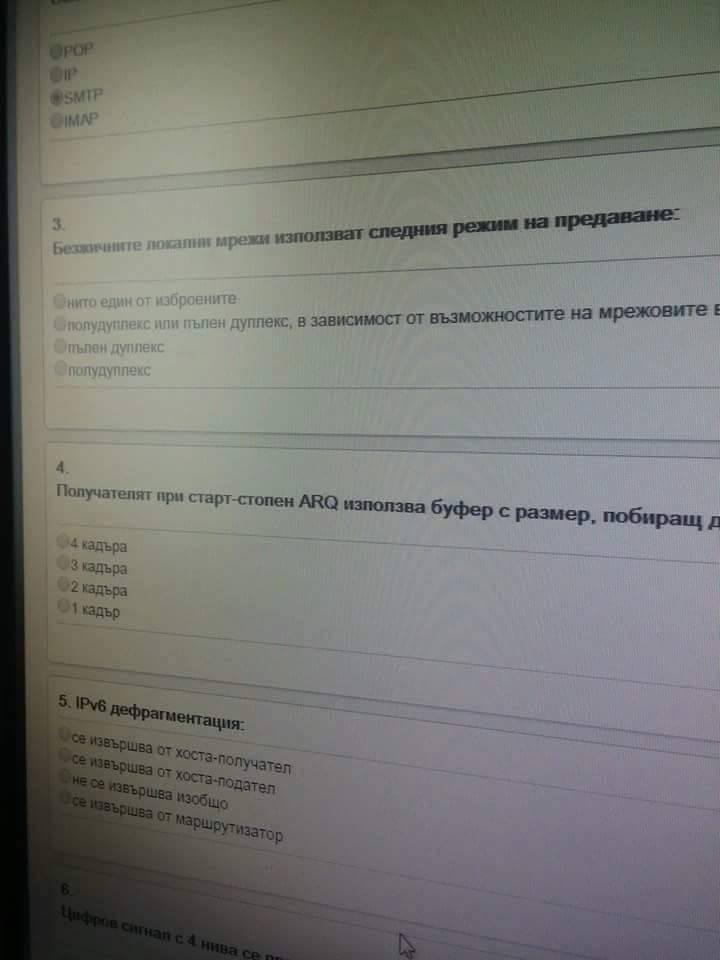 POP
IP
SMTP
IMAP
3.
Безжичните локални мрежи използват следния режим на предаване:
нито един от изброените
полудуплекс или пълен дуплекс, в зависимост от възможностите на мрежовите
пълен дуплекс
полудуплекс
4.
Получателят при старт-стопен ARQ използва буфер с размер, побиращ
4 кадъра
3 кадъра
2 кадъра
1 кадър
5. IPv6 дефрагментация:
се извършва от хоста-получател
се извършва от хоста-подател
не се извършва изобщо
се извършва от маршрутизатор
6.
Цифров сигнал с 4 нива се